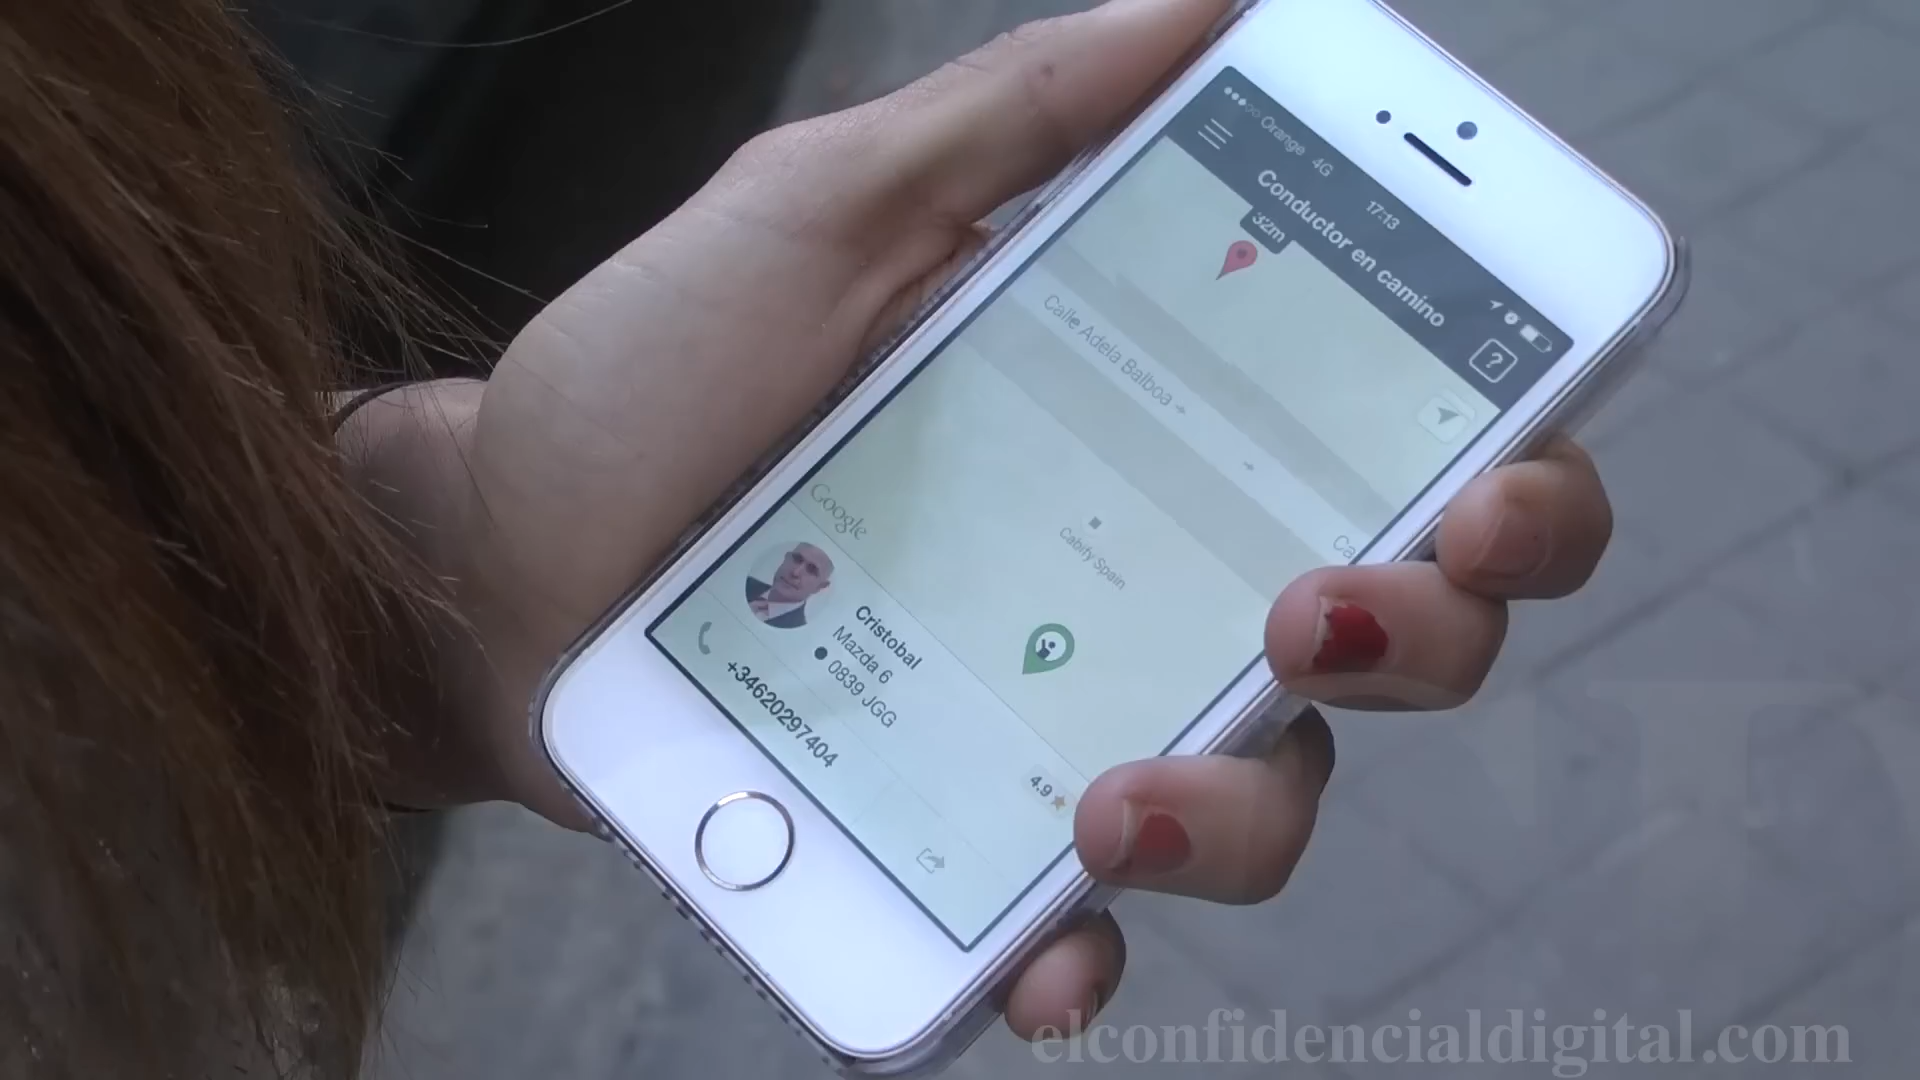 Orange 4G
17:13
Conductor en camino
?
32m
Calle Adela Balboa
Ca
Cabify Spain
Google
Cristobal
Mazda 6
0839 JGG
+34620297404
4.9
elconfidencialdigital.com